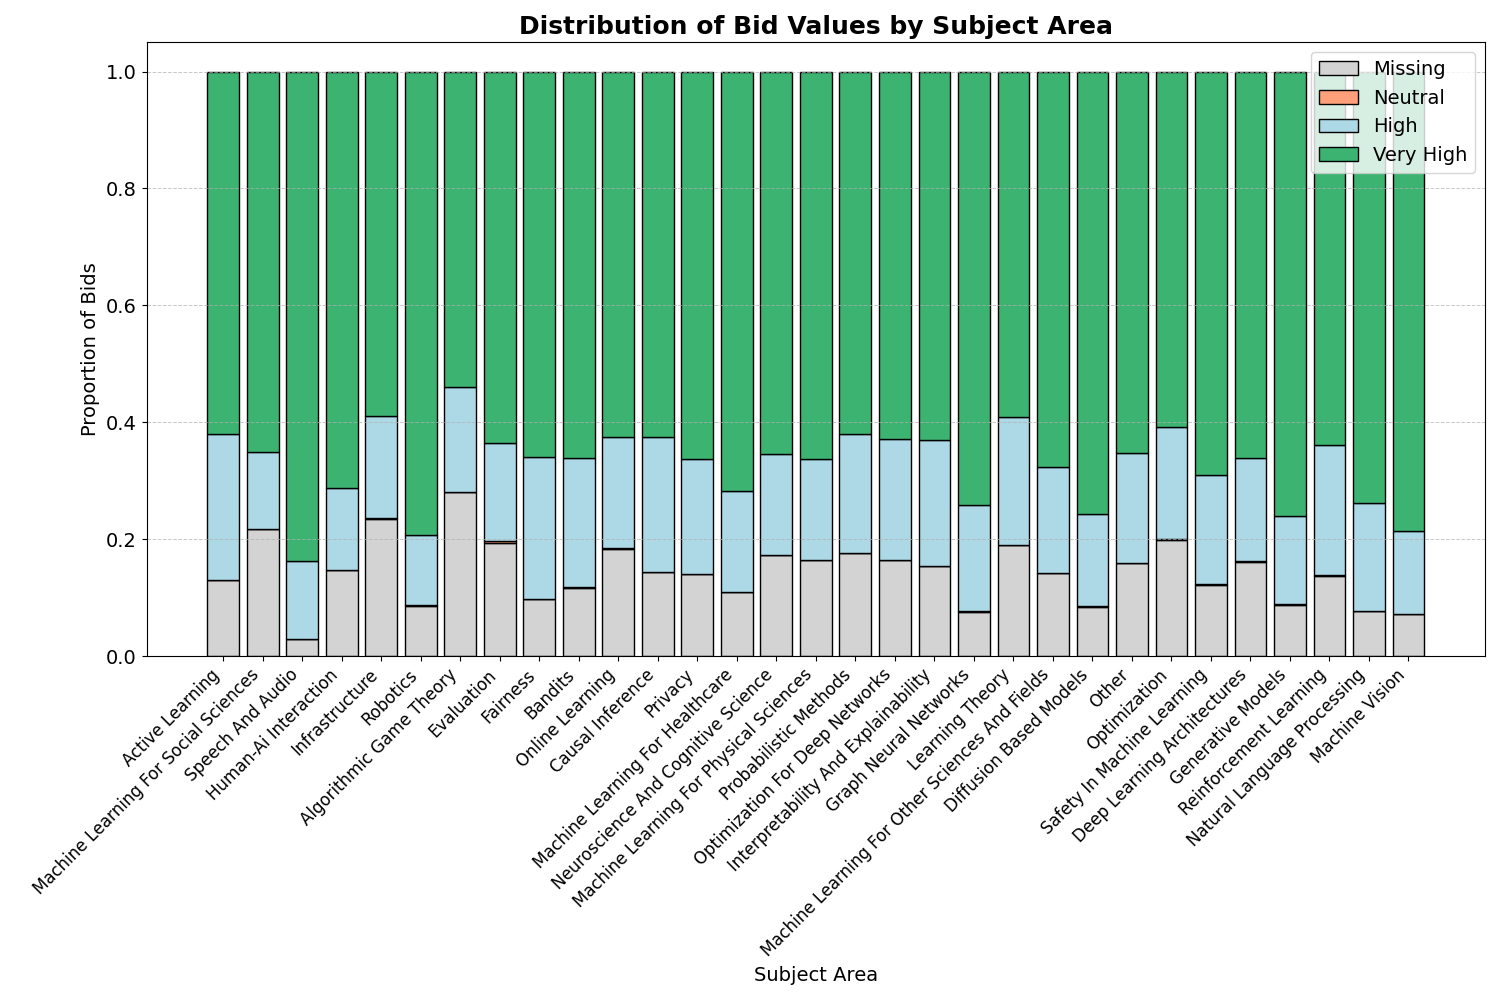 Distribution of Bid Values by Subject Area
Proportion of Bids
1.0
0.8
0.6
0.4
0.2
0.0
Missing
Neutral
High
Very High
Active Learning
Machine Learning For Social Sciences
Speech And Audio
Human-Ai Interaction
Infrastructure
Robotics
Algorithmic Game Theory
Evaluation
Fairness
Bandits
Online Learning
Causal Inference
Privacy
Machine Learning For Healthcare
Neuroscience And Cognitive Science
Machine Learning For Physical Sciences
Probabilistic Methods
Optimization For Deep Networks
Interpretability And Explainability
Graph Neural Networks
Learning Theory
Machine Learning For Other Sciences And Fields
Diffusion Based Models
Other
Optimization
Safety In Machine Learning
Deep Learning Architectures
Generative Models
Reinforcement Learning
Natural Language Processing
Machine Vision
Subject Area